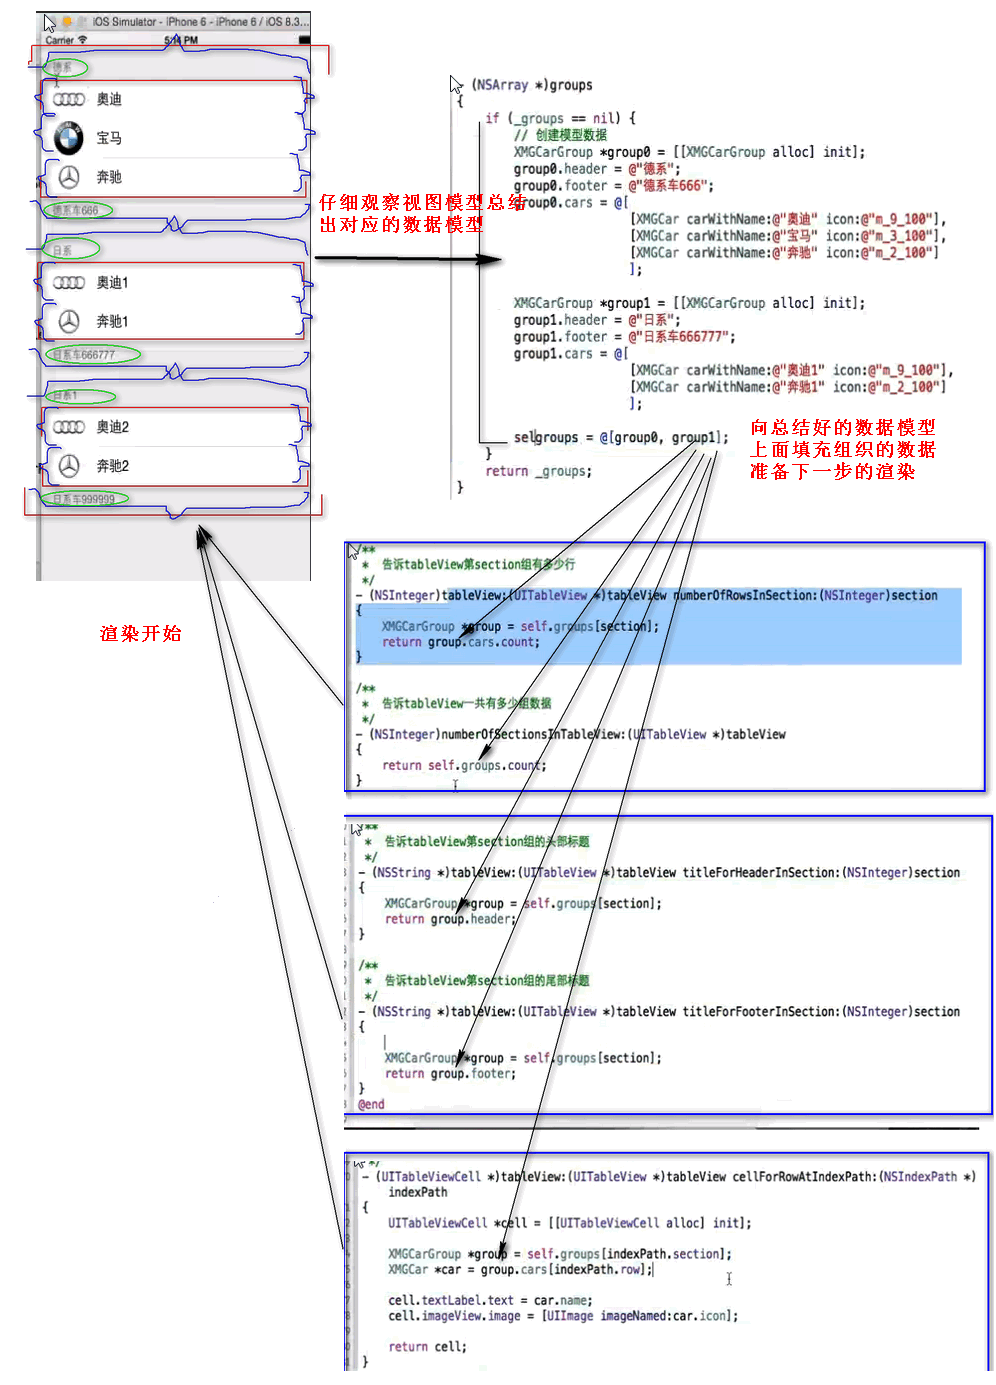 iOS Simulator - iPhone 6 - iPhone 6 / iOS 8.3...
Carrier
5:14 PM
德系
奥迪
宝马
奔驰
德系车666
日系
奥迪1
奔驰1
日系车666777
日系1
奥迪2
奔驰2
日系车999999
渲染开始
仔细观察视图模型总结
出对应的数据模型
(NSArray *)groups
{
if (_groups == nil) {
// 创建模型数据
XMGCarGroup *group0 = [[XMGCarGroup alloc] init];
group0.header = @"德系";
group0.footer = @"德系车666";
group0.cars = @[
[XMGCar carWithName:@"奥迪" icon:@"m_9_100"],
[XMGCar carWithName:@"宝马" icon:@"m_3_100"],
[XMGCar carWithName:@"奔驰" icon:@"m_2_100"]
];
XMGCarGroup *group1 = [[XMGCarGroup alloc] init];
group1.header = @"日系";
group1.footer = @"日系车666777";
group1.cars = @[
[XMGCar carWithName:@"奥迪1" icon:@"m_9_100"],
[XMGCar carWithName:@"奔驰1" icon:@"m_2_100"]
];
selgroups = @[group0, group1];
}
return _groups;
}
向总结好的数据模型
上面填充组织的数据
准备下一步的渲染
/**
* 告诉tableView第section组有多少行
*/
- (NSInteger)tableView:(UITableView *)tableView numberOfRowsInSection:(NSInteger)section
{
XMGCarGroup *group = self.groups[section];
return group.cars.count;
}
/**
* 告诉tableView一共有多少组数据
*/
- (NSInteger)numberOfSectionsInTableView:(UITableView *)tableView
{
return self.groups.count;
}
/**
* 告诉tableView第section组的头部标题
*/
- (NSString *)tableView:(UITableView *)tableView titleForHeaderInSection:(NSInteger)section
{
XMGCarGroup *group = self.groups[section];
return group.header;
}
/**
* 告诉tableView第section组的尾部标题
*/
- (NSString *)tableView:(UITableView *)tableView titleForFooterInSection:(NSInteger)section
{
XMGCarGroup *group = self.groups[section];
return group.footer;
}
@end
*/
- (UITableViewCell *)tableView:(UITableView *)tableView cellForRowAtIndexPath:(NSIndexPath *)
indexPath
{
UITableViewCell *cell = [[UITableViewCell alloc] init];
XMGCarGroup *group = self.groups[indexPath.section];
XMGCar *car = group.cars[indexPath.row];
cell.textLabel.text = car.name;
cell.imageView.image = [UIImage imageNamed:car.icon];
return cell;
}